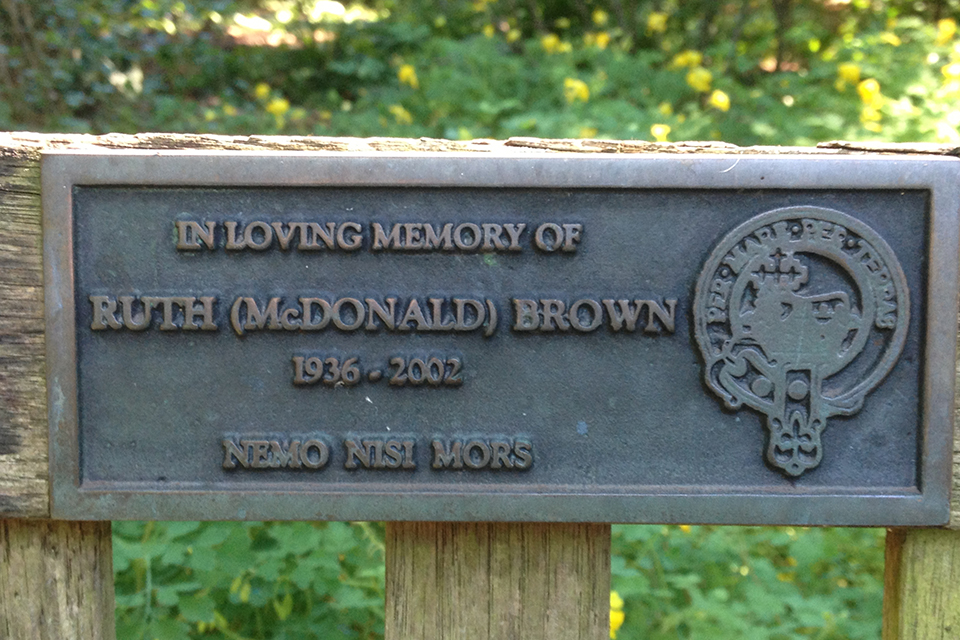 IN LOVING MEMORY OF
RUTH (McDONALD) BROWN
1936 - 2002
NEMO NISI MORS
PER·MARE·PER·TERRAS